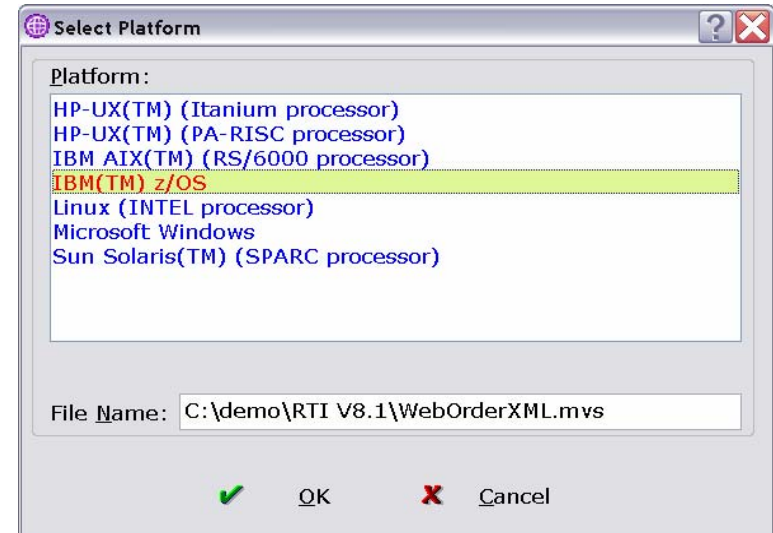 Select Platform
Platform:
HP-UX(TM) (Itanium processor)
HP-UX(TM) (PA-RISC processor)
IBM AIX(TM) (RS/6000 processor)
IBM(TM) z/OS
Linux (INTEL processor)
Microsoft Windows
Sun Solaris(TM) (SPARC processor)
File Name: C:\demo\RTI V8.1\WebOrderXML.mvs
OK Cancel